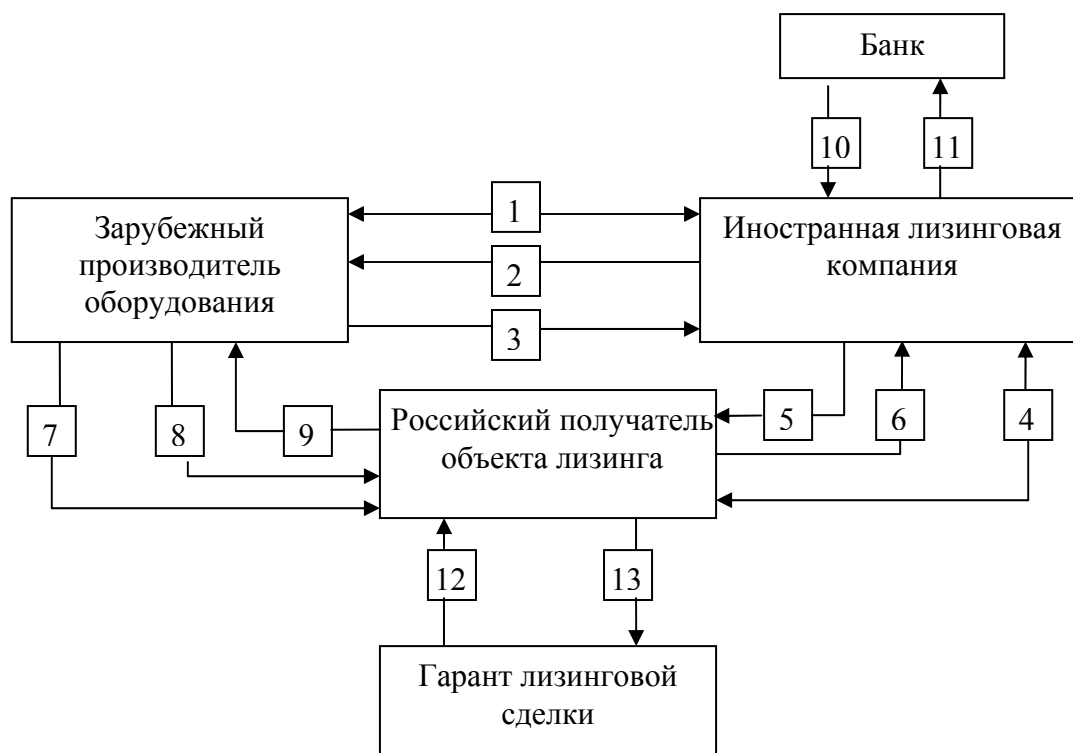 Банк
10
11
1
Зарубежный
производитель
оборудования
Иностранная лизинговая
компания
2
3
7
8
9
Российский получатель
объекта лизинга
5
6
4
12
13
Гарант лизинговой
сделки